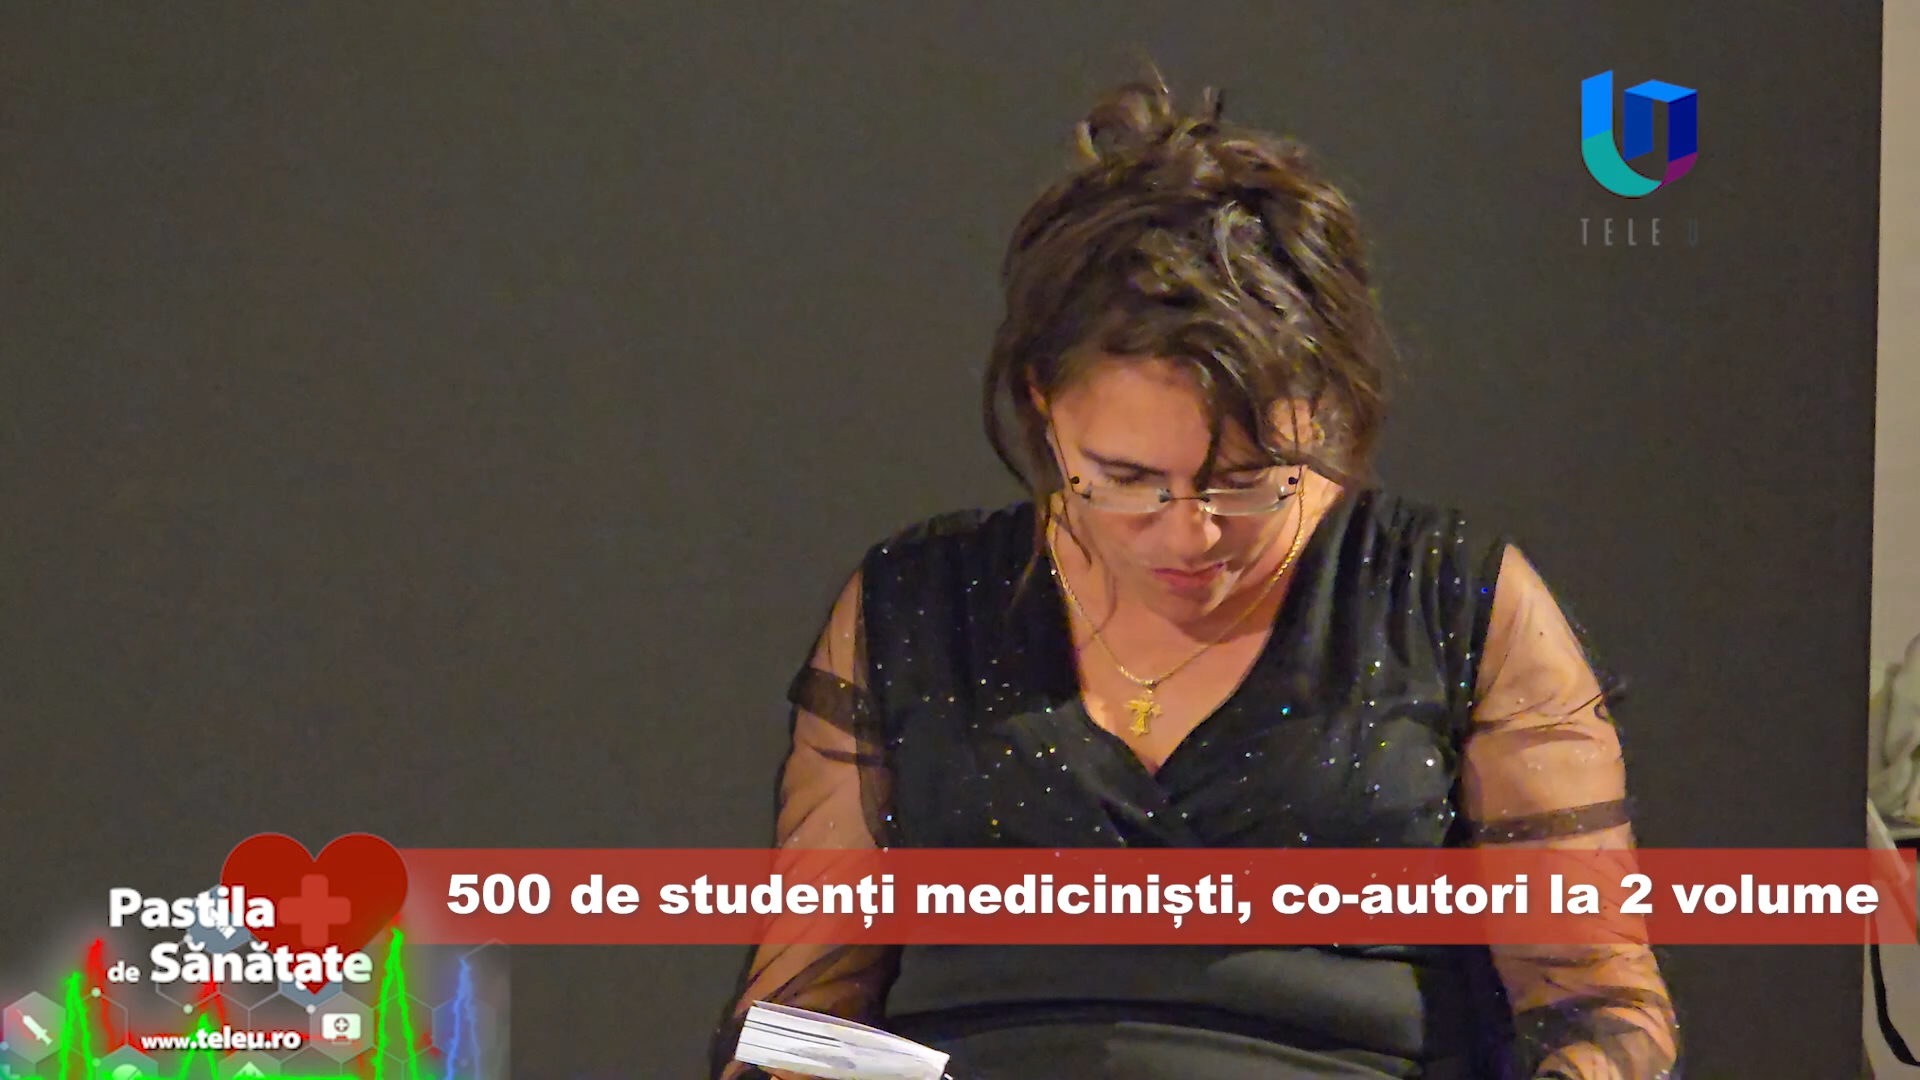 TELE U
500 de studenți mediciniști, co-autori la 2 volume
Pastila
de Sănătate
www.teleu.ro